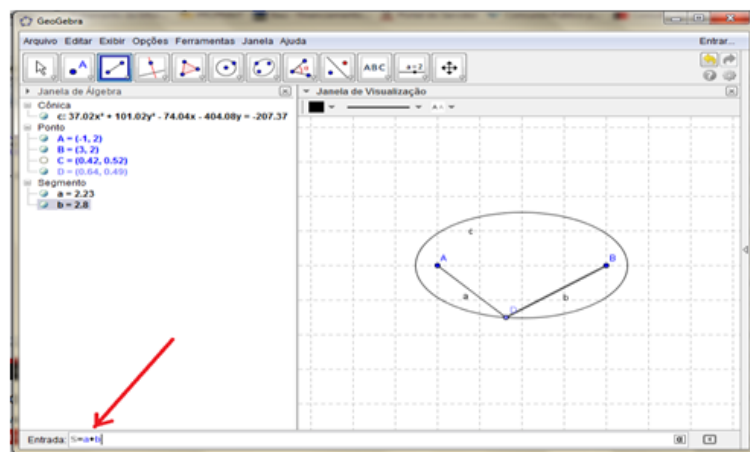 GeoGebra
Arquivo Editar Exibir Opções Ferramentas Janela Ajuda
Entrar...
ABC
a=2
Janela de Álgebra
Janela de Visualização
Cônica
c: 37.02x² + 101.02y² - 74.04x - 404.08y = -207.37
Ponto
A = (-1, 2)
B = (3, 2)
C = (0.42, 0.52)
D = (0.64, 0.49)
Segmento
a = 2.23
b = 2.8
c
A
B
a
b
D
Entrada: S=a+b